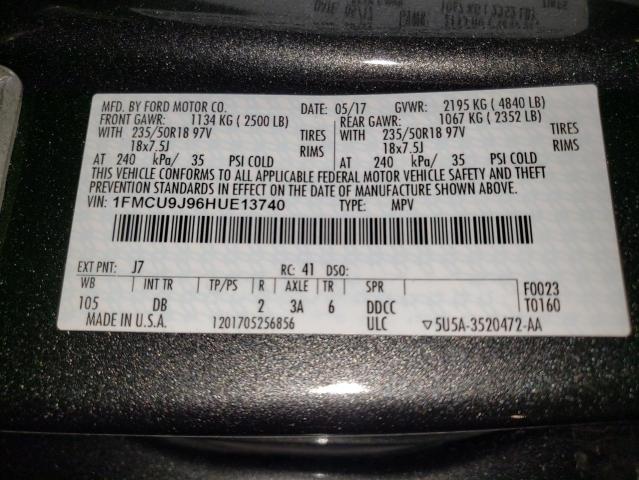 MFD. BY FORD MOTOR CO. DATE: 05/17 GVWR: 2195 KG ( 4840 LB)
FRONT GAWR: 1134 KG ( 2500 LB) REAR GAWR: 1067 KG ( 2352 LB)
WITH 235/50R18 97V TIRES WITH 235/50R18 97V TIRES
18x7.5J RIMS 18x7.5J RIMS
AT 240 kPa/ 35 PSI COLD AT 240 kPa/ 35 PSI COLD
THIS VEHICLE CONFORMS TO ALL APPLICABLE FEDERAL MOTOR VEHICLE SAFETY AND THEFT
PREVENTION STANDARDS IN EFFECT ON THE DATE OF MANUFACTURE SHOWN ABOVE.
VIN: 1FMCU9J96HUE13740 TYPE: MPV
EXT PNT: J7 RC: 41 DSO:
WB INT TR TP/PS R AXLE TR SPR F0023
105 DB 2 3A 6 DDCC T0160
MADE IN U.S.A. 1201705256856 ULC ▽5U5A-3520472-AA